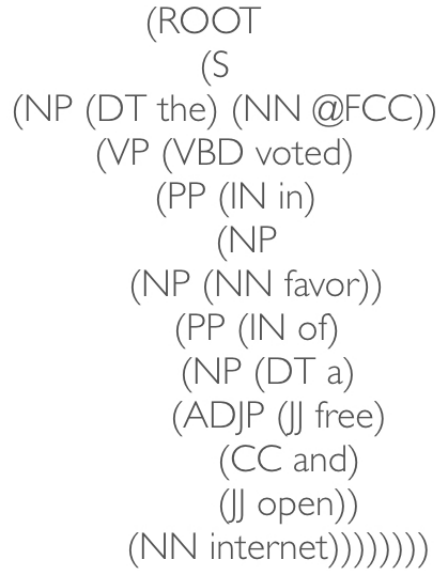 (ROOT
(S
(NP (DT the) (NN @FCC))
(VP (VBD voted)
(PP (IN in)
(NP
(NP (NN favor))
(PP (IN of)
(NP (DT a)
(ADJP (JJ free)
(CC and)
(JJ open))
(NN internet))))))))